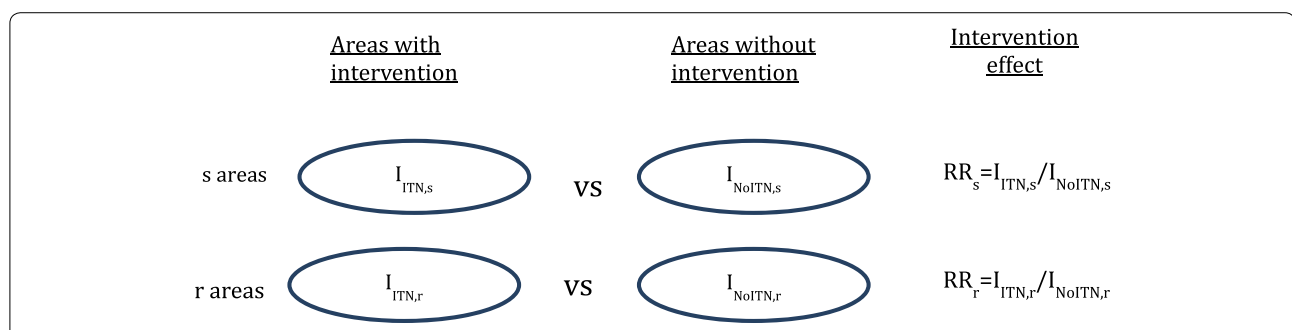 Areas with
intervention
Areas without
intervention
Intervention
effect
s areas
I_ITN,s
vs
I_NoITN,s
RR_s=I_ITN,s/I_NoITN,s
r areas
I_ITN,r
vs
I_NoITN,r
RR_r=I_ITN,r/I_NoITN,r